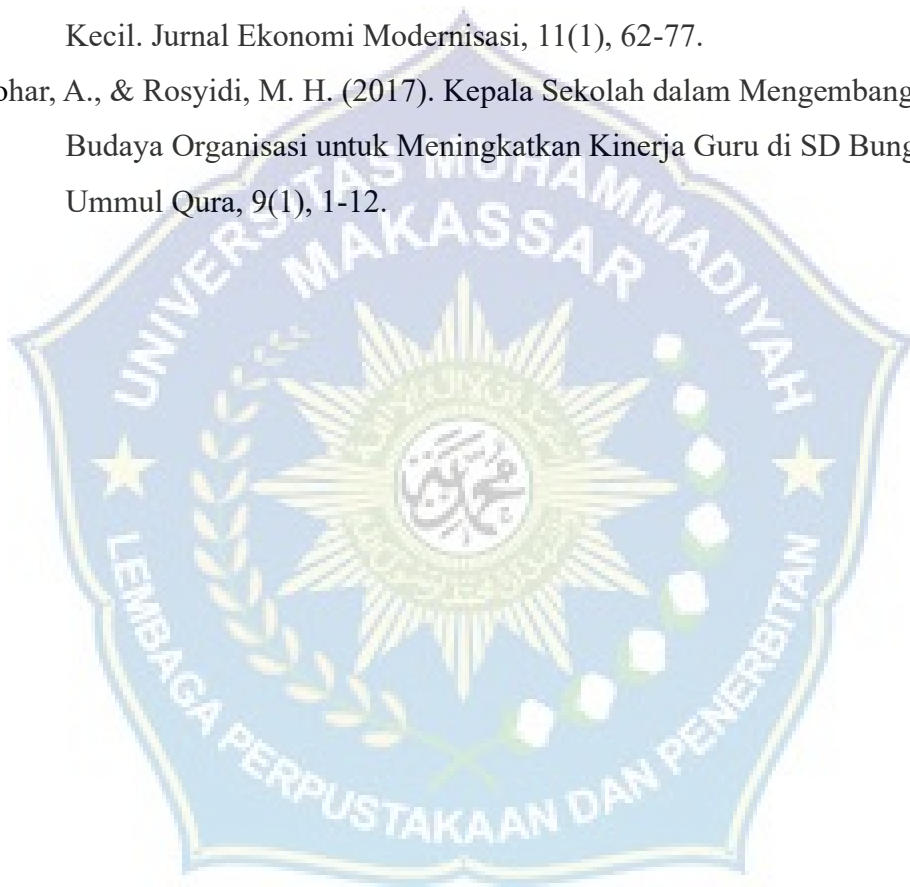 Kecil. Jurnal Ekonomi Modernisasi, 11(1), 62-77.
ohar, A., & Rosyidi, M. H. (2017). Kepala Sekolah dalam Mengembang
Budaya Organisasi untuk Meningkatkan Kinerja Guru di SD Bung
Ummul Qura, 9(1), 1-12.
UNIVERSITAS MUHAMMADIYAH
MAKASSAR
LEMBAGA PERPUSTAKAAN DAN PENERBITAN